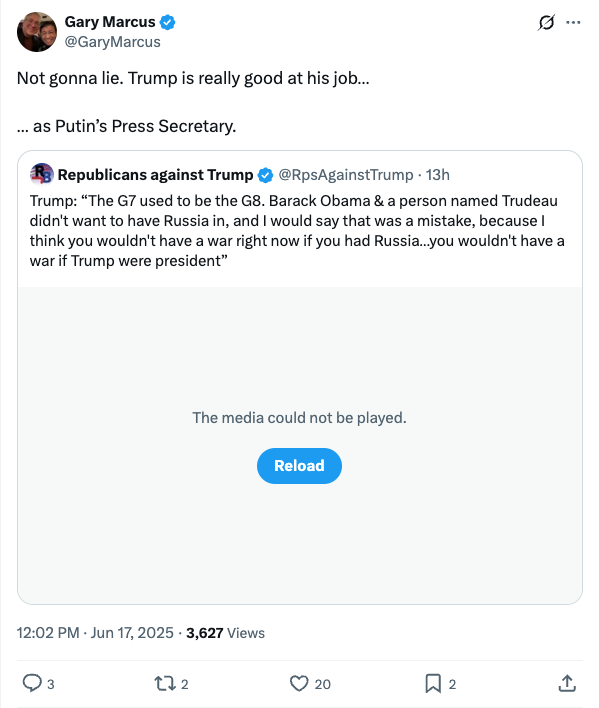 Gary Marcus
@GaryMarcus
Not gonna lie. Trump is really good at his job...
... as Putin’s Press Secretary.
Republicans against Trump @RpsAgainstTrump · 13h
Trump: “The G7 used to be the G8. Barack Obama & a person named Trudeau
didn't want to have Russia in, and I would say that was a mistake, because I
think you wouldn't have a war right now if you had Russia...you wouldn't have a
war if Trump were president”
The media could not be played.
Reload
12:02 PM · Jun 17, 2025 · 3,627 Views
3 2 20 2